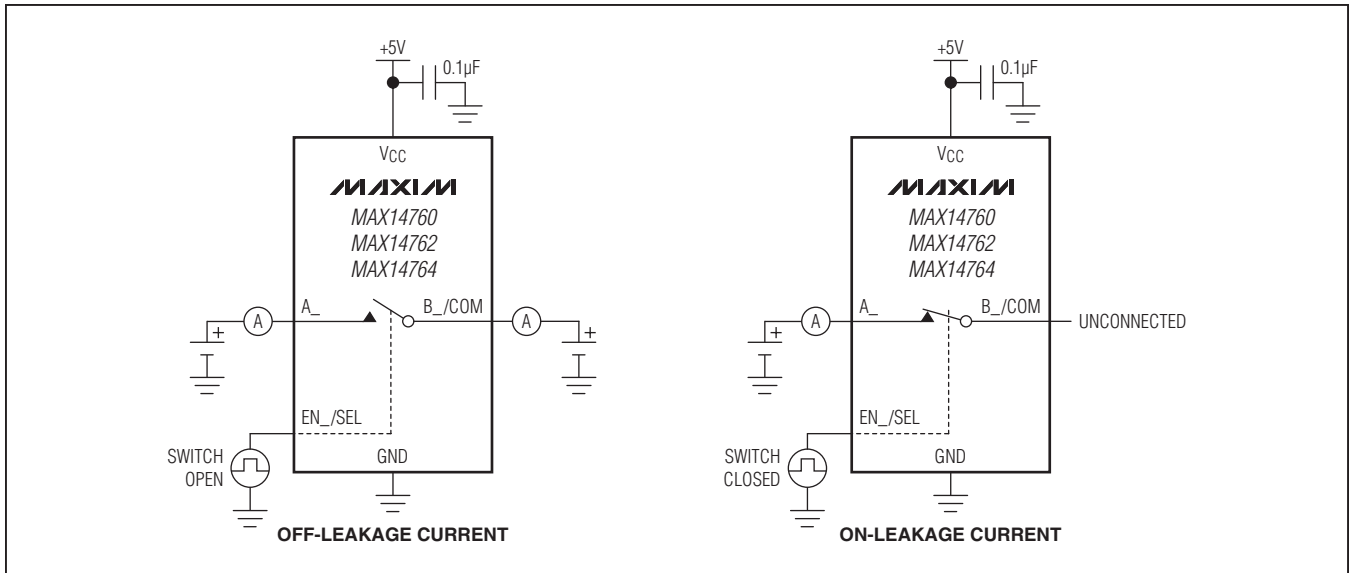 +5V
0.1µF
VCC
MAXIM
MAX14760
MAX14762
MAX14764
A_
B_/COM
A
A
+
+
EN_/SEL
SWITCH
OPEN
GND
OFF-LEAKAGE CURRENT
+5V
0.1µF
VCC
MAXIM
MAX14760
MAX14762
MAX14764
A_
B_/COM
A
UNCONNECTED
+
EN_/SEL
SWITCH
CLOSED
GND
ON-LEAKAGE CURRENT